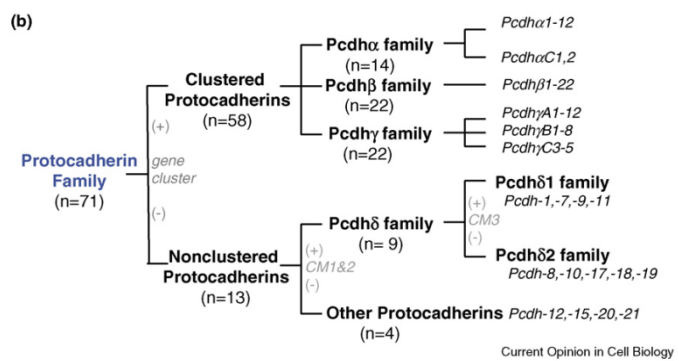 (b)
Protocadherin
Family
(n=71)
(+)
gene
cluster
(-)
Clustered
Protocadherins
(n=58)
Pcdhα family
(n=14)
Pcdhα1-12
PcdhαC1,2
Pcdhβ family
(n=22)
Pcdhβ1-22
Pcdhγ family
(n=22)
PcdhγA1-12
PcdhγB1-8
PcdhγC3-5
Nonclustered
Protocadherins
(n=13)
(+)
CM1&2
(-)
Pcdhδ family
(n= 9)
(+)
CM3
(-)
Pcdhδ1 family
Pcdh-1,-7,-9,-11
Pcdhδ2 family
Pcdh-8,-10,-17,-18,-19
Other Protocadherins
(n=4)
Pcdh-12,-15,-20,-21
Current Opinion in Cell Biology